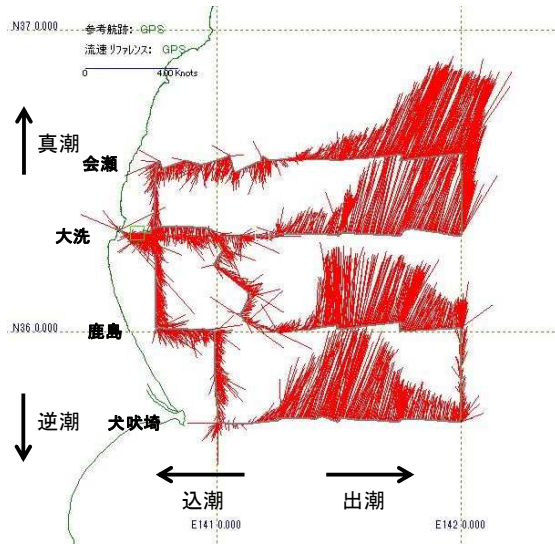 N37 0.000
参考航跡: GPS
流速リファレンス: GPS
0 4.00 Knots
真潮
会瀬
大洗
N36 0.000
鹿島
逆潮
犬吠埼
込潮
出潮
E141 0.000
E142 0.000